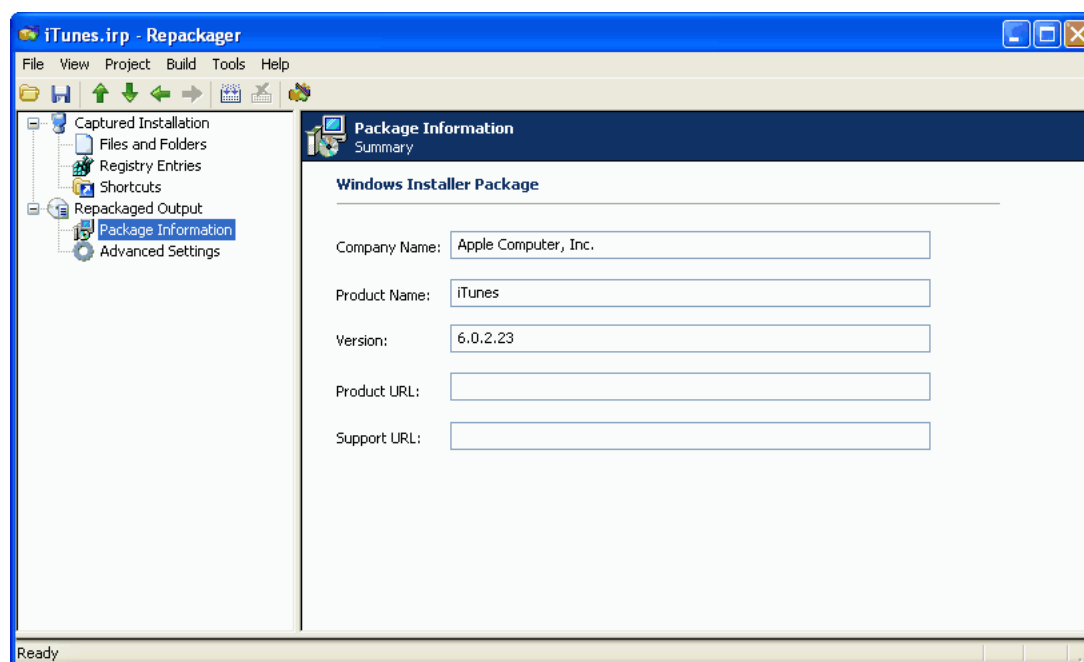 iTunes.irp - Repackager
File View Project Build Tools Help
Captured Installation
Files and Folders
Registry Entries
Shortcuts
Repackaged Output
Package Information
Advanced Settings
Package Information
Summary
Windows Installer Package
Company Name: Apple Computer, Inc.
Product Name: iTunes
Version: 6.0.2.23
Product URL:
Support URL:
Ready